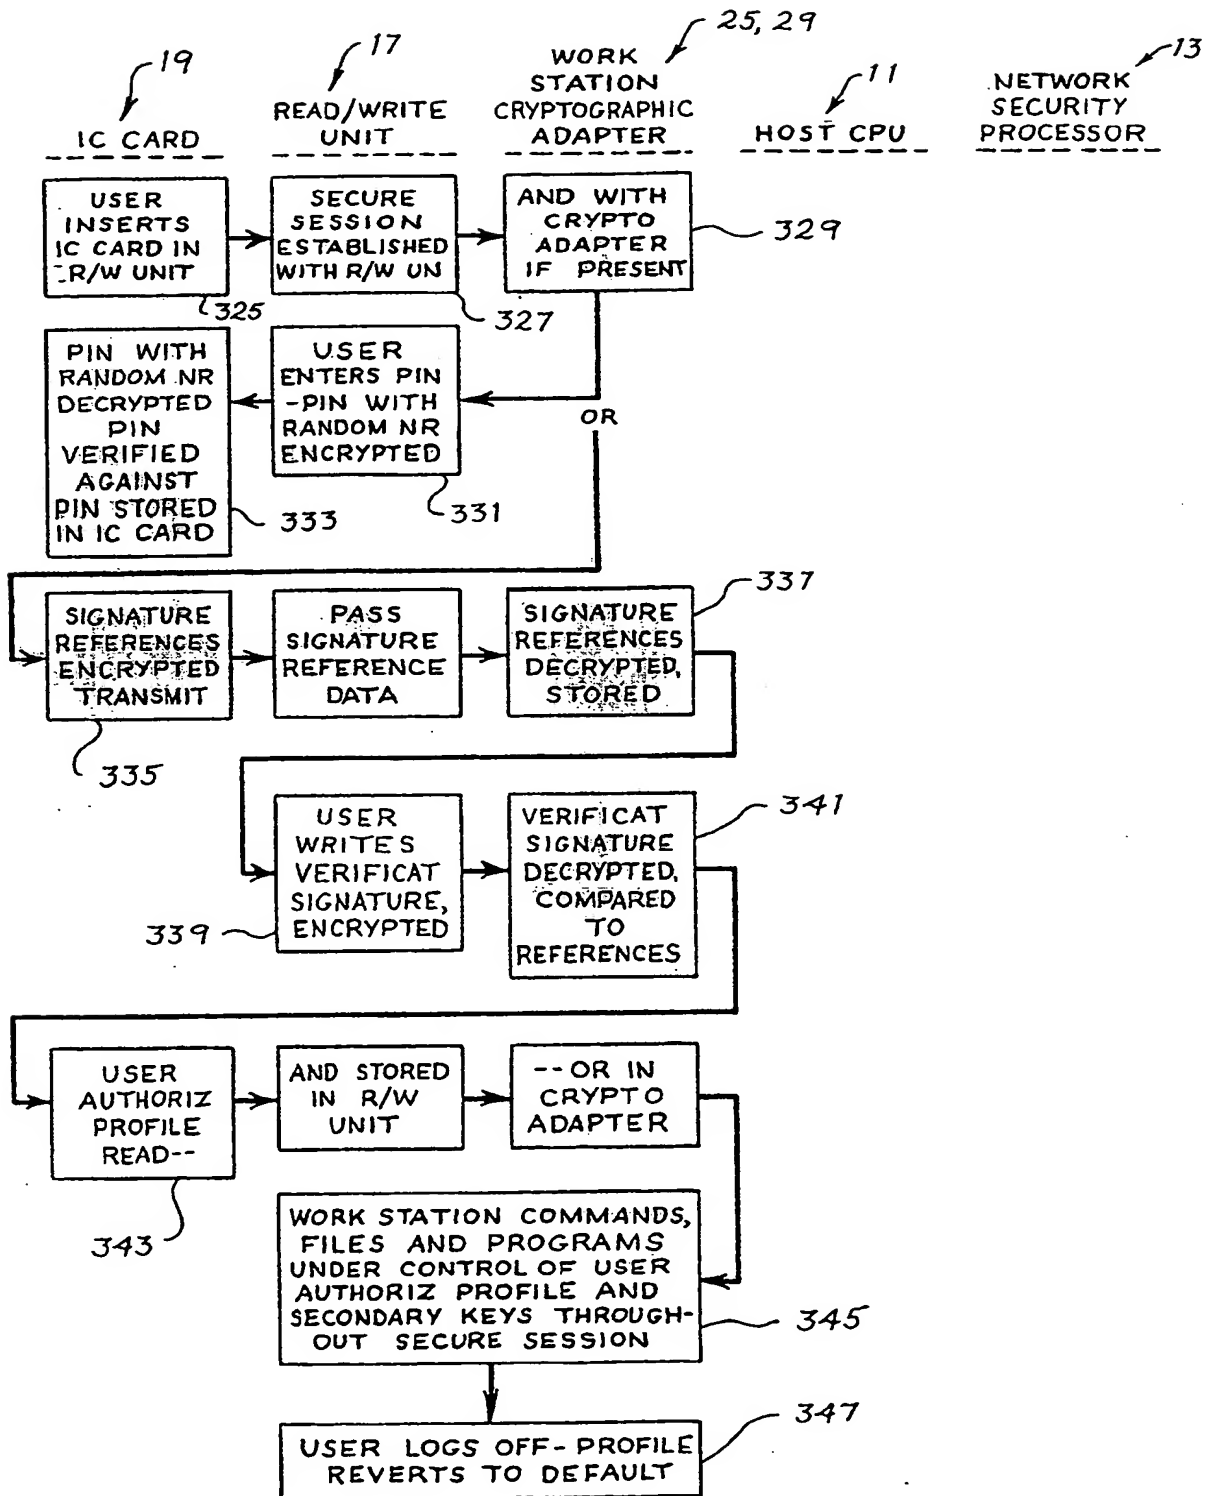 25, 29
17
13
19
11
WORK
STATION
CRYPTOGRAPHIC
ADAPTER
READ/WRITE
UNIT
NETWORK
SECURITY
PROCESSOR
IC CARD
HOST CPU
USER
INSERTS
IC CARD IN
R/W UNIT
325
SECURE
SESSION
ESTABLISHED
WITH R/W UN
327
AND WITH
CRYPTO
ADAPTER
IF PRESENT
329
PIN WITH
RANDOM NR
DECRYPTED
PIN
VERIFIED
AGAINST
PIN STORED
IN IC CARD
333
USER
ENTERS PIN
-PIN WITH
RANDOM NR
ENCRYPTED
331
OR
SIGNATURE
REFERENCES
ENCRYPTED
TRANSMIT
335
PASS
SIGNATURE
REFERENCE
DATA
SIGNATURE
REFERENCES
DECRYPTED,
STORED
337
USER
WRITES
VERIFICAT
SIGNATURE,
ENCRYPTED
339
VERIFICAT
SIGNATURE
DECRYPTED,
COMPARED
TO
REFERENCES
341
USER
AUTHORIZ
PROFILE
READ--
343
AND STORED
IN R/W
UNIT
--OR IN
CRYPTO
ADAPTER
WORK STATION COMMANDS,
FILES AND PROGRAMS
UNDER CONTROL OF USER
AUTHORIZ PROFILE AND
SECONDARY KEYS THROUGH-
OUT SECURE SESSION
345
USER LOGS OFF-PROFILE
REVERTS TO DEFAULT
347